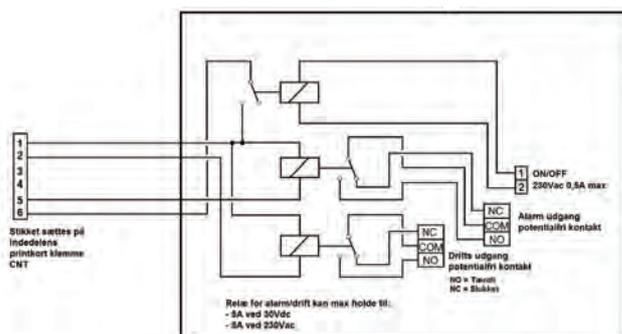 1
2
3
4
5
6
Stikket sættes på
indedelens
printkort klemme
CNT
1 ON/OFF
2 230Vac 0,5A max
NC
COM
NO
Alarm udgang
potentialfri kontakt
NC
COM
NO
Drifts udgang
potentialfri kontakt
NO = Tændt
NC = Slukket
Relæ for alarm/drift kan max holde til:
- 5A ved 30Vdc
- 5A ved 230Vac